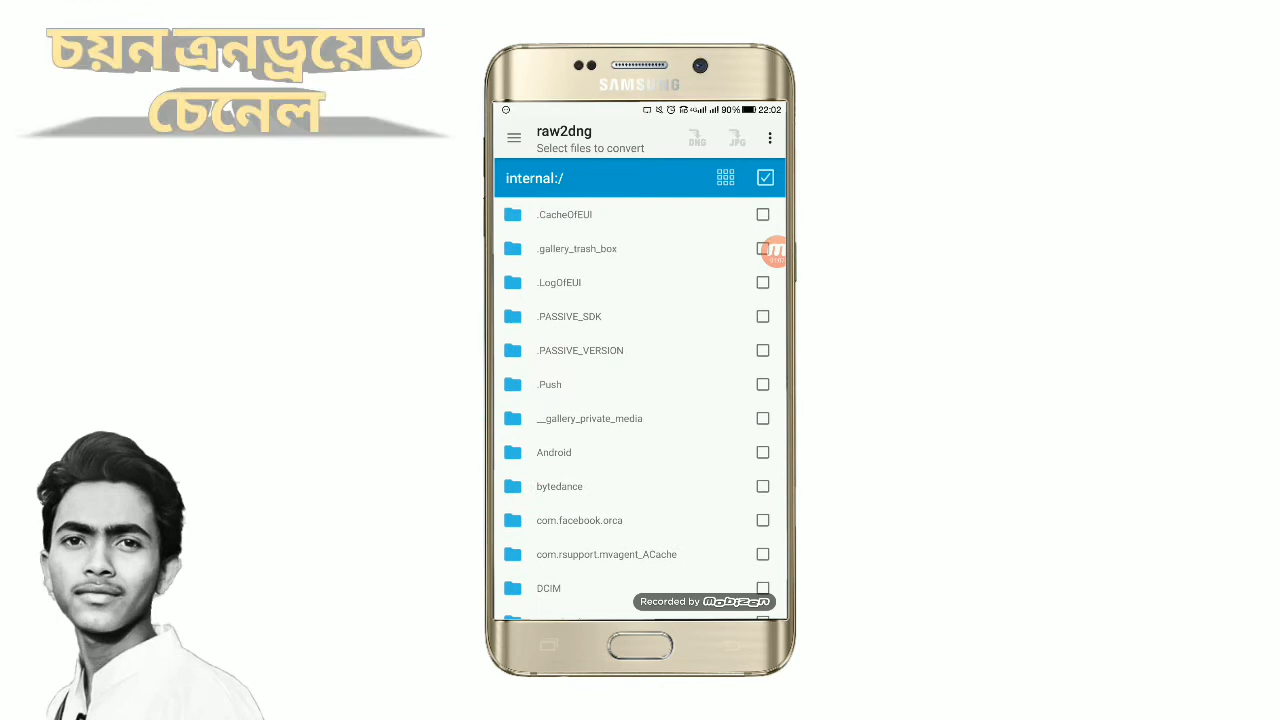 চয়ন এনড্রয়েড
চেনেল
SAMSUNG
90% 22:02
raw2dng
Select files to convert
DNG
JPG
internal:/
.CacheOfEUI
.gallery_trash_box
.LogOfEUI
.PASSIVE_SDK
.PASSIVE_VERSION
.Push
__gallery_private_media
Android
bytedance
com.facebook.orca
com.rsupport.mvagent_ACache
DCIM
Recorded by mobizen